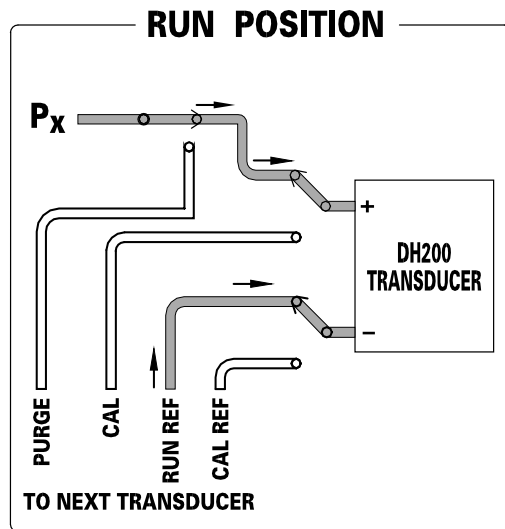 RUN POSITION
Px
+
DH200
TRANSDUCER
−
PURGE
CAL
RUN REF
CAL REF
TO NEXT TRANSDUCER